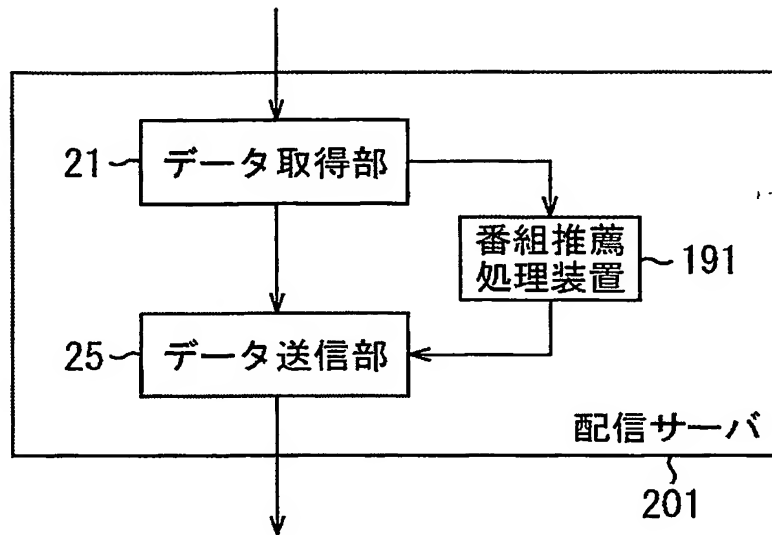 21
データ取得部
番組推薦
処理装置
191
25
データ送信部
配信サーバ
201